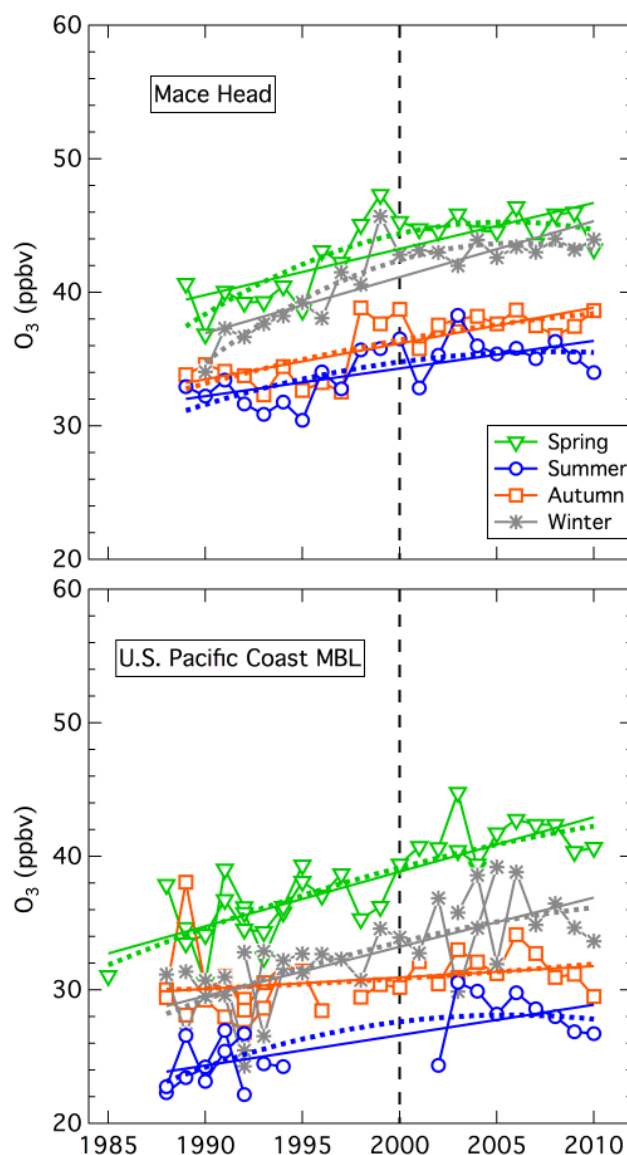 60
Mace Head
50
O₃ (ppbv)
40
30
Spring
Summer
Autumn
Winter
20
60
U.S. Pacific Coast MBL
50
O₃ (ppbv)
40
30
20
1985 1990 1995 2000 2005 2010